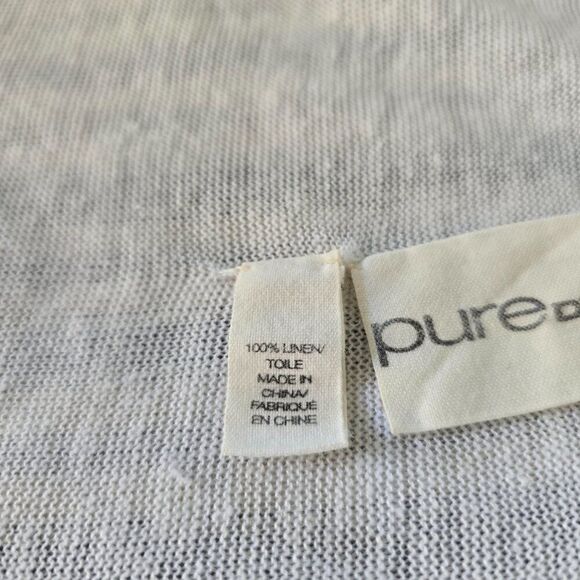 100% LINEN/
TOILE
MADE IN
CHINA/
FABRIQUÉ
EN CHINE
pure